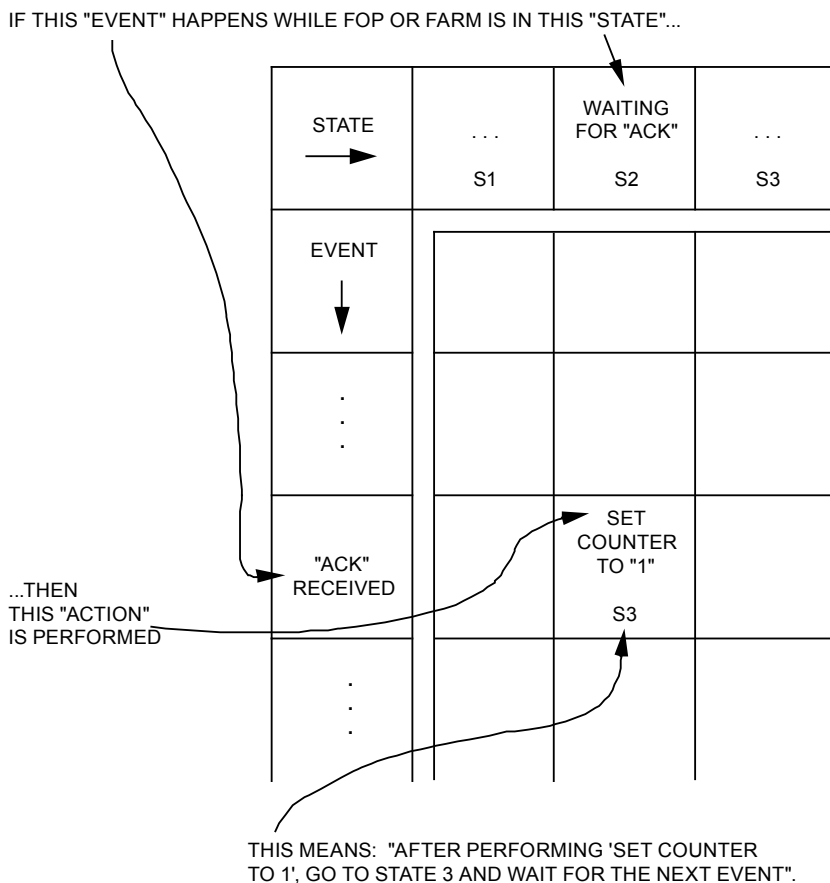 IF THIS "EVENT" HAPPENS WHILE FOP OR FARM IS IN THIS "STATE"...
STATE
. . .
S1
WAITING
FOR "ACK"
S2
. . .
S3
EVENT
.
.
.
"ACK"
RECEIVED
SET
COUNTER
TO "1"
S3
...THEN
THIS "ACTION"
IS PERFORMED
.
.
.
THIS MEANS: "AFTER PERFORMING 'SET COUNTER
TO 1', GO TO STATE 3 AND WAIT FOR THE NEXT EVENT".